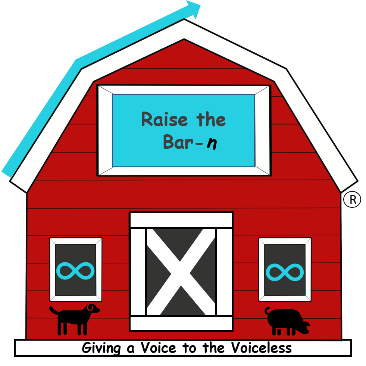 Raise the
Bar-n
®
Giving a Voice to the Voiceless